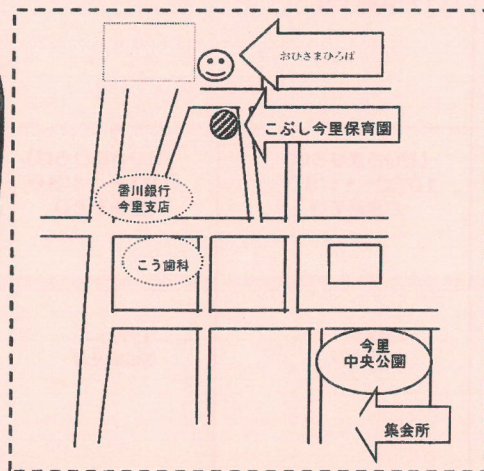 おひさまひろば
こぶし今里保育園
香川銀行
今里支店
こう歯科
今里
中央公園
集会所